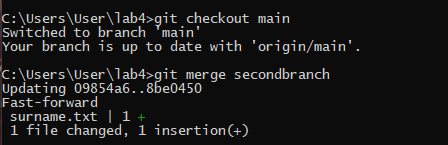 C:\Users\User\lab4>git checkout main
Switched to branch 'main'
Your branch is up to date with 'origin/main'.
C:\Users\User\lab4>git merge secondbranch
Updating 09854a6..8be0450
Fast-forward
surname.txt | 1 +
1 file changed, 1 insertion(+)